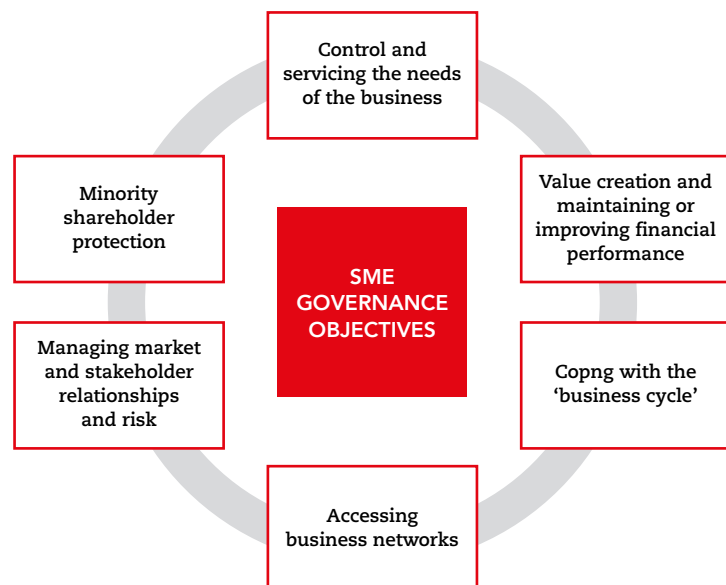 Control and
servicing the needs
of the business
Minority
shareholder
protection
Value creation and
maintaining or
improving financial
performance
SME
GOVERNANCE
OBJECTIVES
Managing market
and stakeholder
relationships
and risk
Copng with the
‘business cycle’
Accessing
business networks